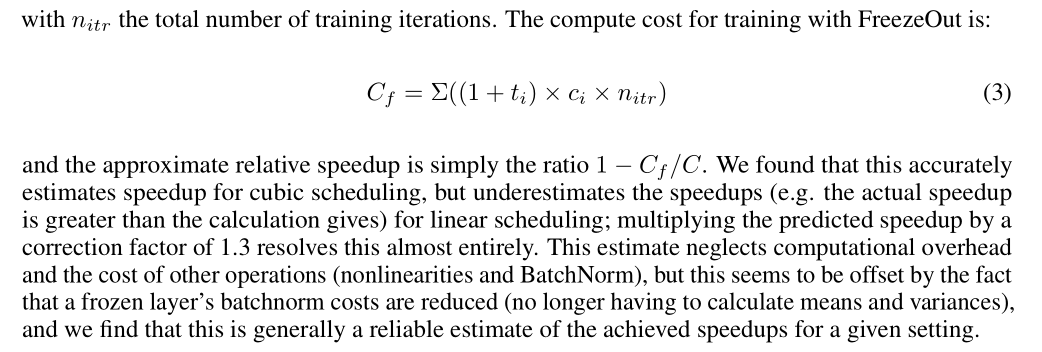 with n_{itr} the total number of training iterations. The compute cost for training with FreezeOut is:
C_f = Σ((1 + t_i) × c_i × n_{itr}) (3)
and the approximate relative speedup is simply the ratio 1 − C_f/C. We found that this accurately
estimates speedup for cubic scheduling, but underestimates the speedups (e.g. the actual speedup
is greater than the calculation gives) for linear scheduling; multiplying the predicted speedup by a
correction factor of 1.3 resolves this almost entirely. This estimate neglects computational overhead
and the cost of other operations (nonlinearities and BatchNorm), but this seems to be offset by the fact
that a frozen layer's batchnorm costs are reduced (no longer having to calculate means and variances),
and we find that this is generally a reliable estimate of the achieved speedups for a given setting.